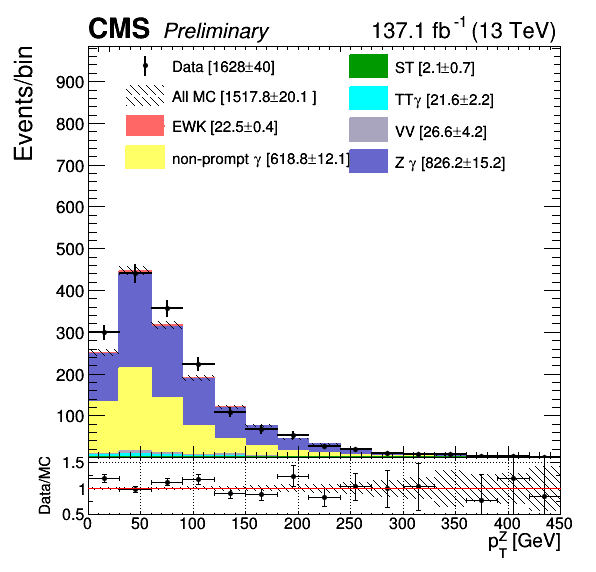 CMS Preliminary 137.1 fb⁻¹ (13 TeV)
Events/bin
Data [1628±40]
All MC [1517.8±20.1 ]
EWK [22.5±0.4]
non-prompt γ [618.8±12.1]
ST [2.1±0.7]
TTγ [21.6±2.2]
VV [26.6±4.2]
Z γ [826.2±15.2]
900
800
700
600
500
400
300
200
100
Data/MC
1.5
1
0.5
0 50 100 150 200 250 300 350 400 450
p_T^Z [GeV]